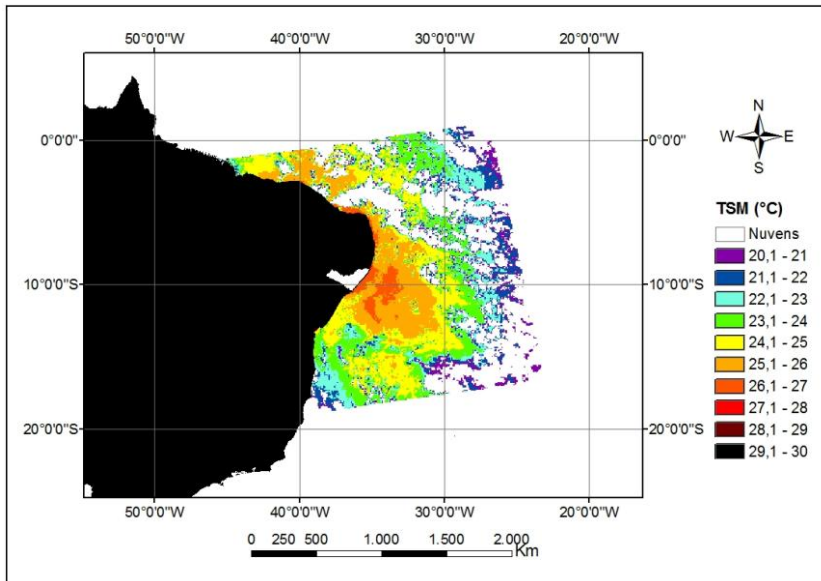 50°0'0"W 40°0'0"W 30°0'0"W 20°0'0"W
0°0'0" 0°0'0"
10°0'0"S 10°0'0"S
20°0'0"S 20°0'0"S
50°0'0"W 40°0'0"W 30°0'0"W 20°0'0"W
0 250 500 1.000 1.500 2.000
Km
N
W E
S
TSM (°C)
Nuvens
20,1 - 21
21,1 - 22
22,1 - 23
23,1 - 24
24,1 - 25
25,1 - 26
26,1 - 27
27,1 - 28
28,1 - 29
29,1 - 30